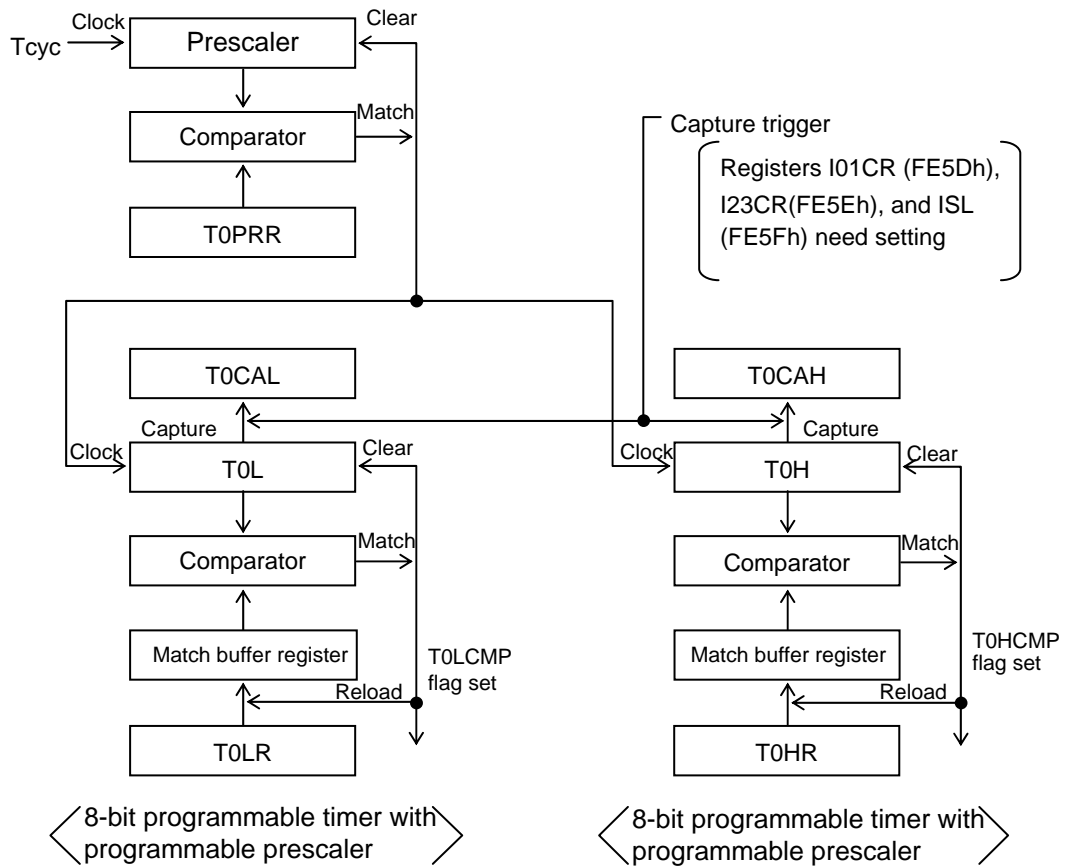 Clock
Clear
Tcyc
Prescaler
Match
Comparator
T0PRR
Capture trigger
Registers I01CR (FE5Dh),
I23CR(FE5Eh), and ISL
(FE5Fh) need setting
T0CAL
T0CAH
Capture
Capture
Clock
T0L
Clear
Clock
T0H
Clear
Comparator
Match
Comparator
Match
Match buffer register
T0LCMP
flag set
Match buffer register
T0HCMP
flag set
Reload
Reload
T0LR
T0HR
8-bit programmable timer with
programmable prescaler
8-bit programmable timer with
programmable prescaler